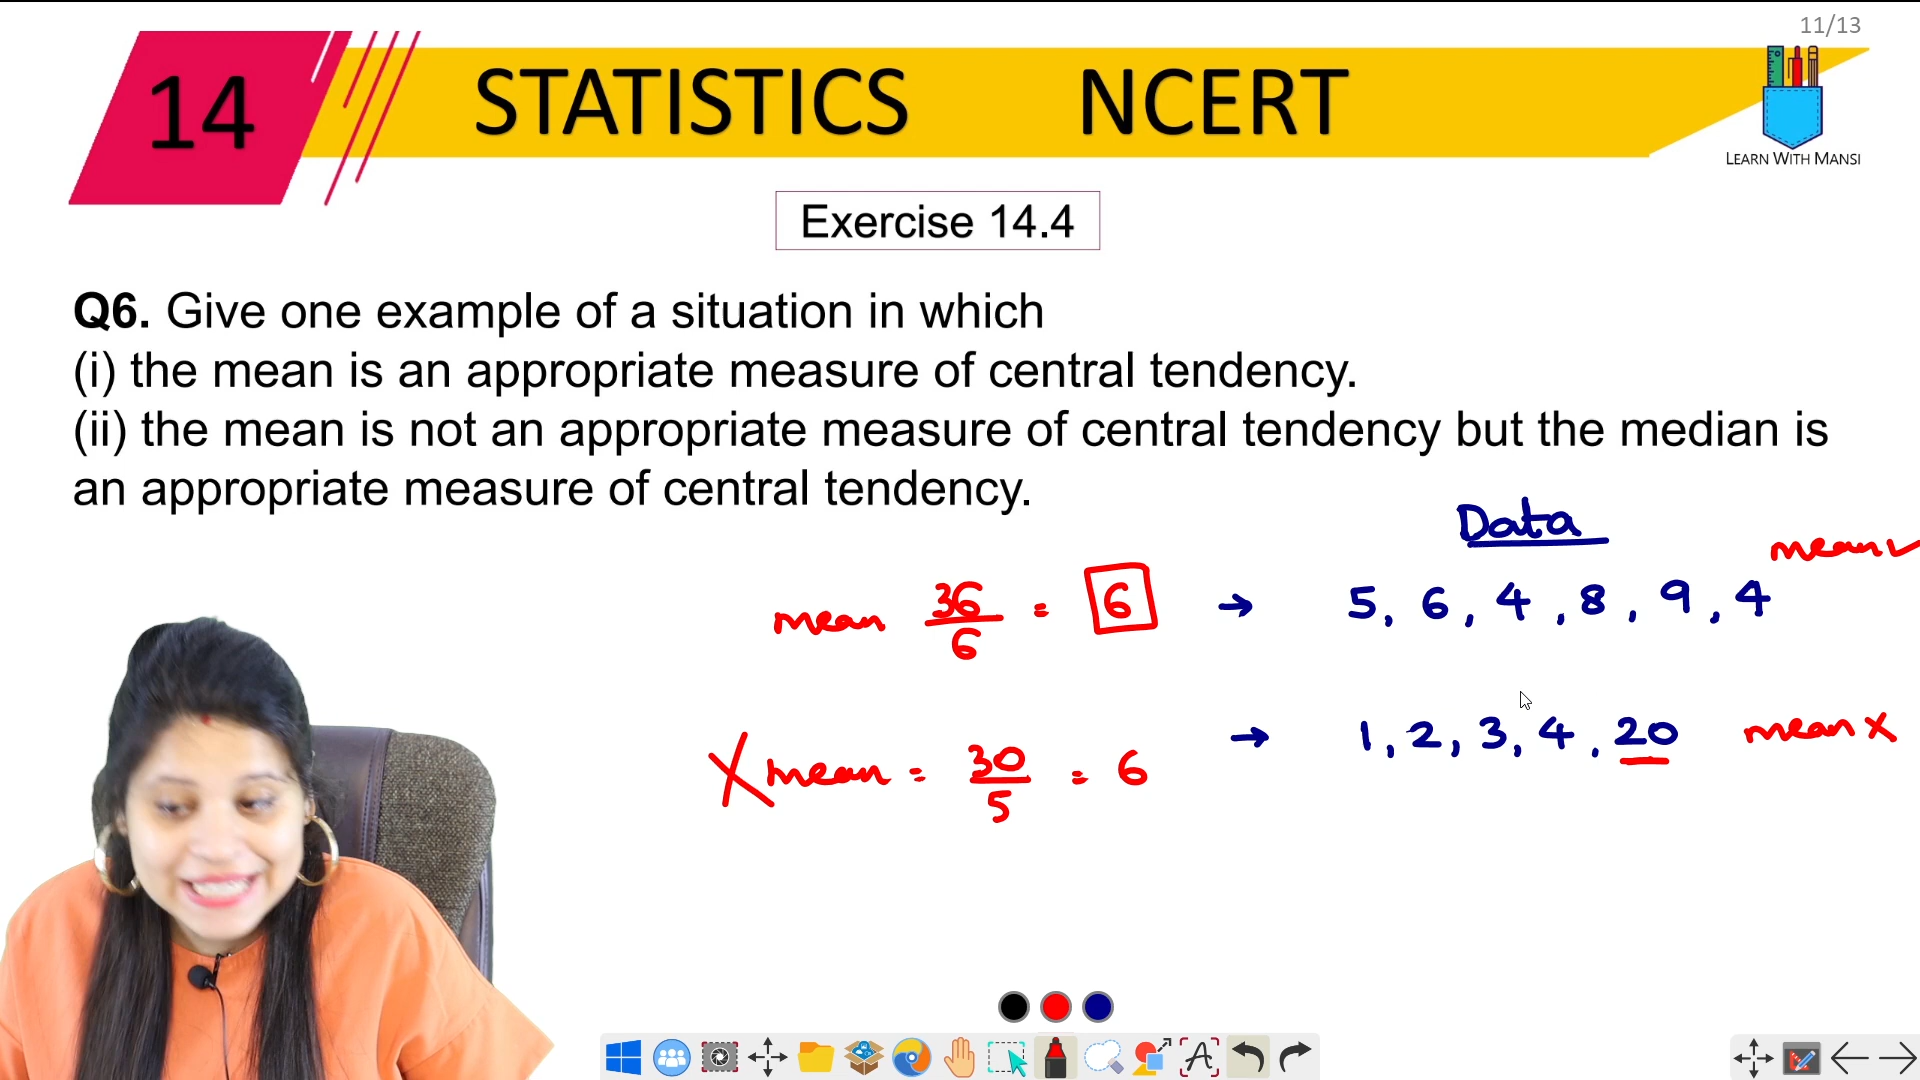 11/13
14 STATISTICS NCERT
LEARN WITH MANSI
Exercise 14.4
Q6. Give one example of a situation in which
(i) the mean is an appropriate measure of central tendency.
(ii) the mean is not an appropriate measure of central tendency but the median is
an appropriate measure of central tendency.
Data
mean ✓
mean 36/6 = 6 → 5, 6, 4, 8, 9, 4
→ 1, 2, 3, 4, 20 mean X
X mean = 30/5 = 6